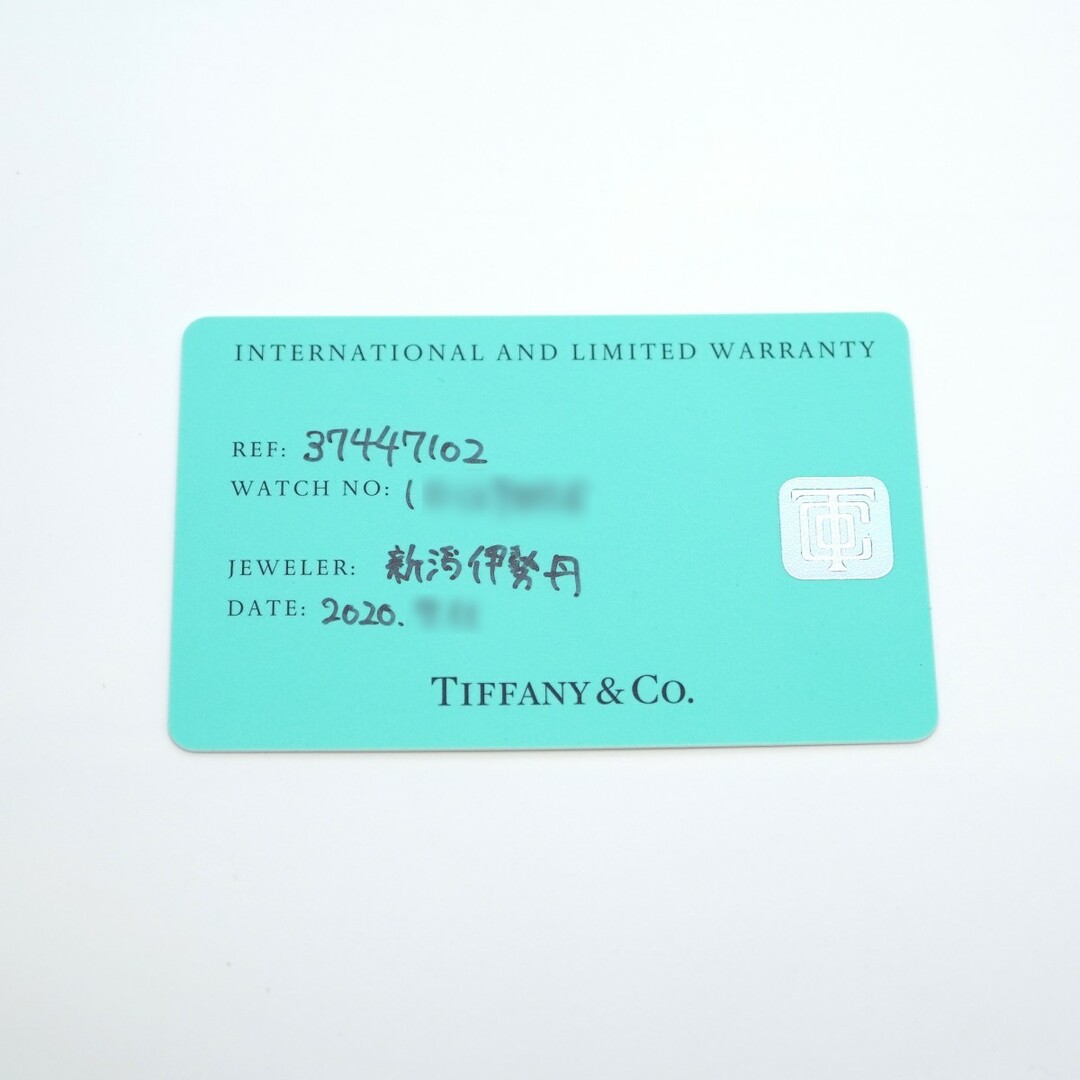 INTERNATIONAL AND LIMITED WARRANTY
REF: 37447102
WATCH NO: 1
JEWELER: 新潟伊勢丹
DATE: 2020.
TIFFANY & CO.